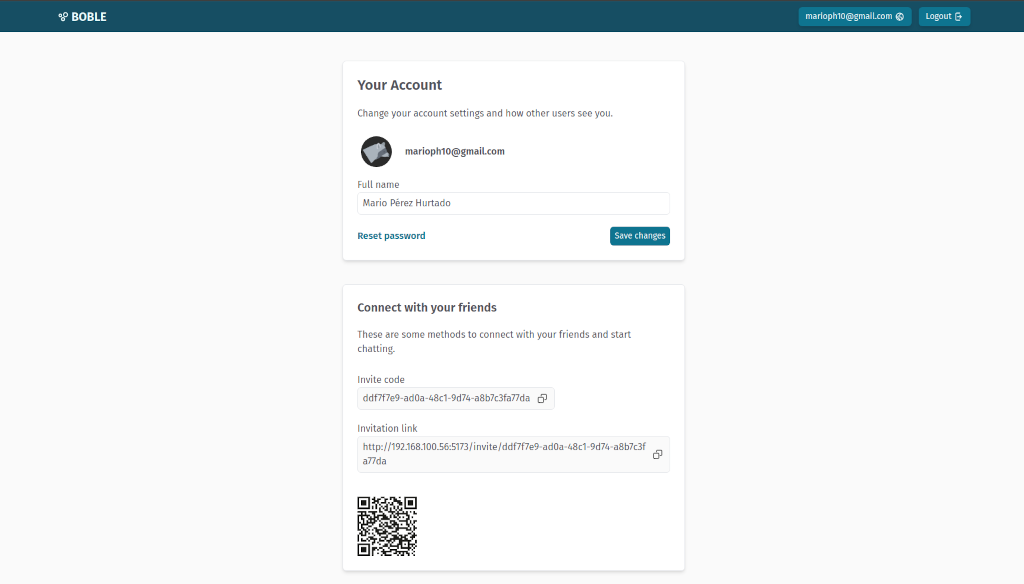 BOBLE
marioph10@gmail.com
Logout
Your Account
Change your account settings and how other users see you.
marioph10@gmail.com
Full name
Mario Pérez Hurtado
Reset password
Save changes
Connect with your friends
These are some methods to connect with your friends and start
chatting.
Invite code
ddf7f7e9-ad0a-48c1-9d74-a8b7c3fa77da
Invitation link
http://192.168.100.56:5173/invite/ddf7f7e9-ad0a-48c1-9d74-a8b7c3f
a77da